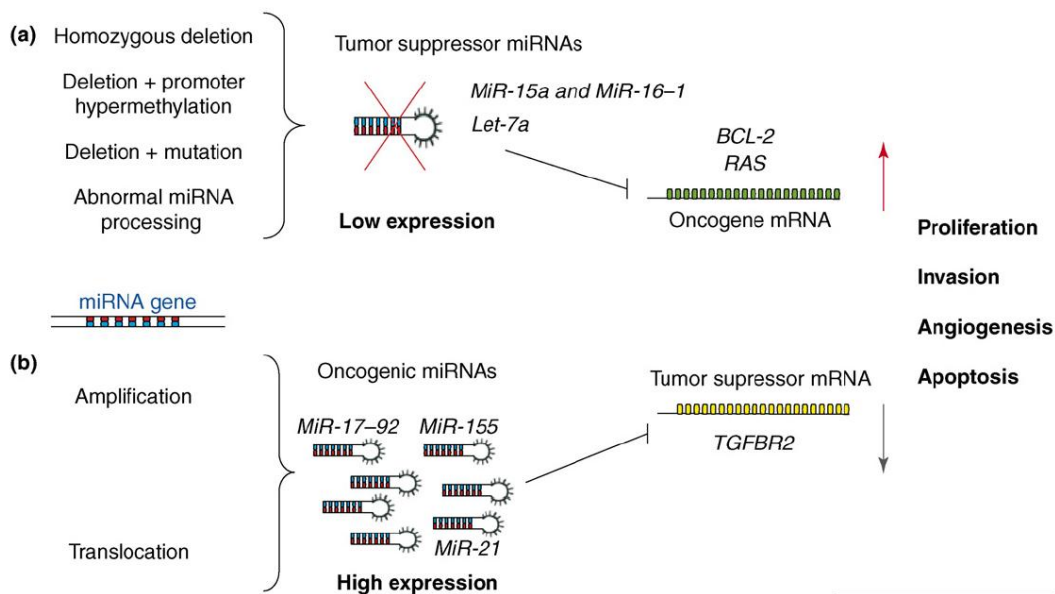 (a)
Homozygous deletion
Deletion + promoter
hypermethylation
Deletion + mutation
Abnormal miRNA
processing
Tumor suppressor miRNAs
MiR-15a and MiR-16–1
Let-7a
Low expression
BCL-2
RAS
Oncogene mRNA
Proliferation
Invasion
Angiogenesis
Apoptosis
miRNA gene
(b)
Amplification
Translocation
Oncogenic miRNAs
MiR-17–92
MiR-155
MiR-21
High expression
Tumor supressor mRNA
TGFBR2